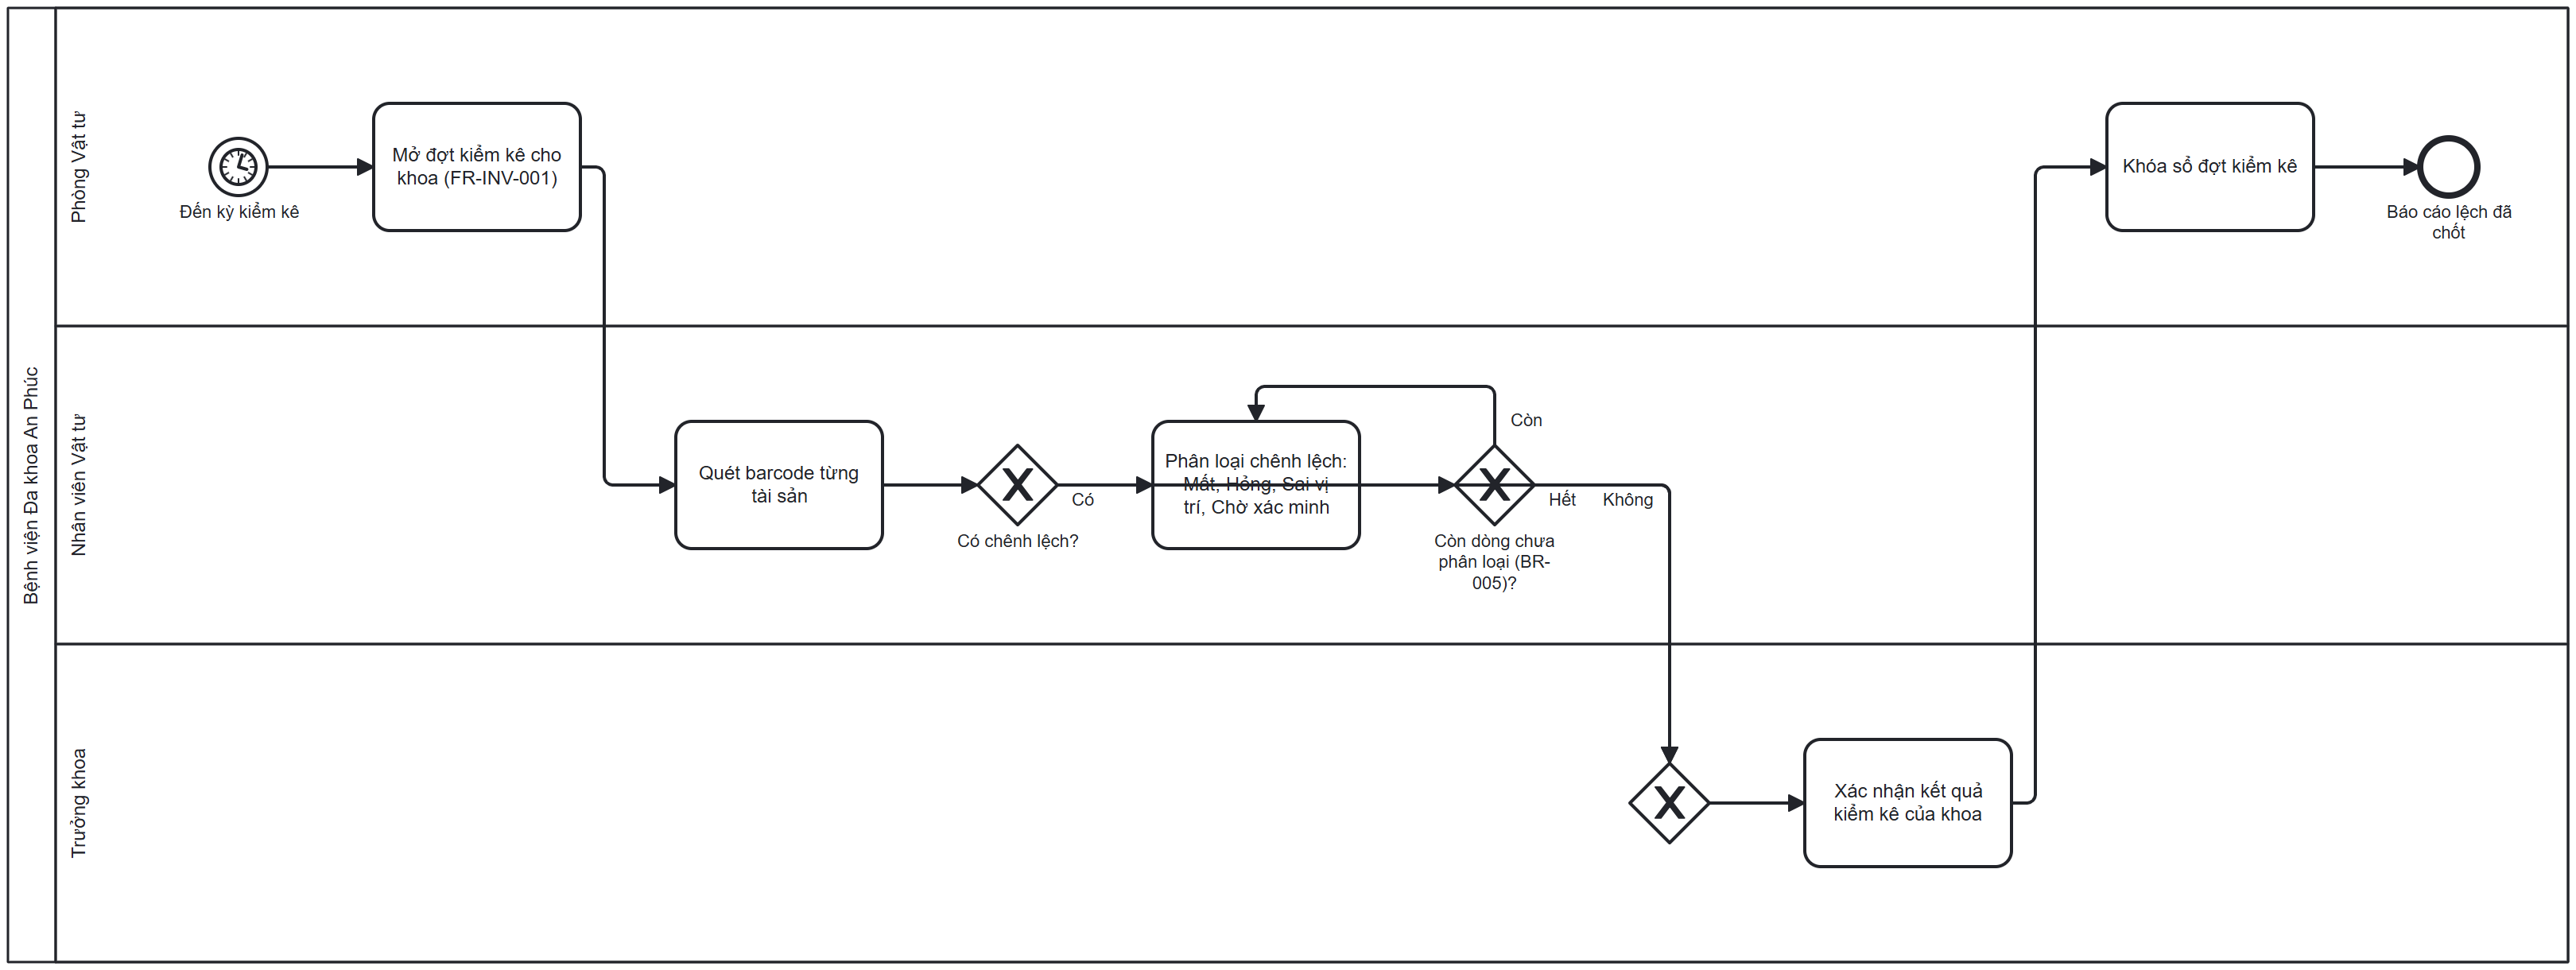 Bệnh viện Đa khoa An Phúc
Phòng Vật tư
Đến kỳ kiểm kê
Mở đợt kiểm kê cho
khoa (FR-INV-001)
Khóa sổ đợt kiểm kê
Báo cáo lệch đã
chốt
Nhân viên Vật tư
Quét barcode từng
tài sản
Có chênh lệch?
Có
Phân loại chênh lệch:
Mất, Hỏng, Sai vị
trí, Chờ xác minh
Còn
Còn dòng chưa
phân loại (BR-
005)?
Hết
Không
Trưởng khoa
Xác nhận kết quả
kiểm kê của khoa